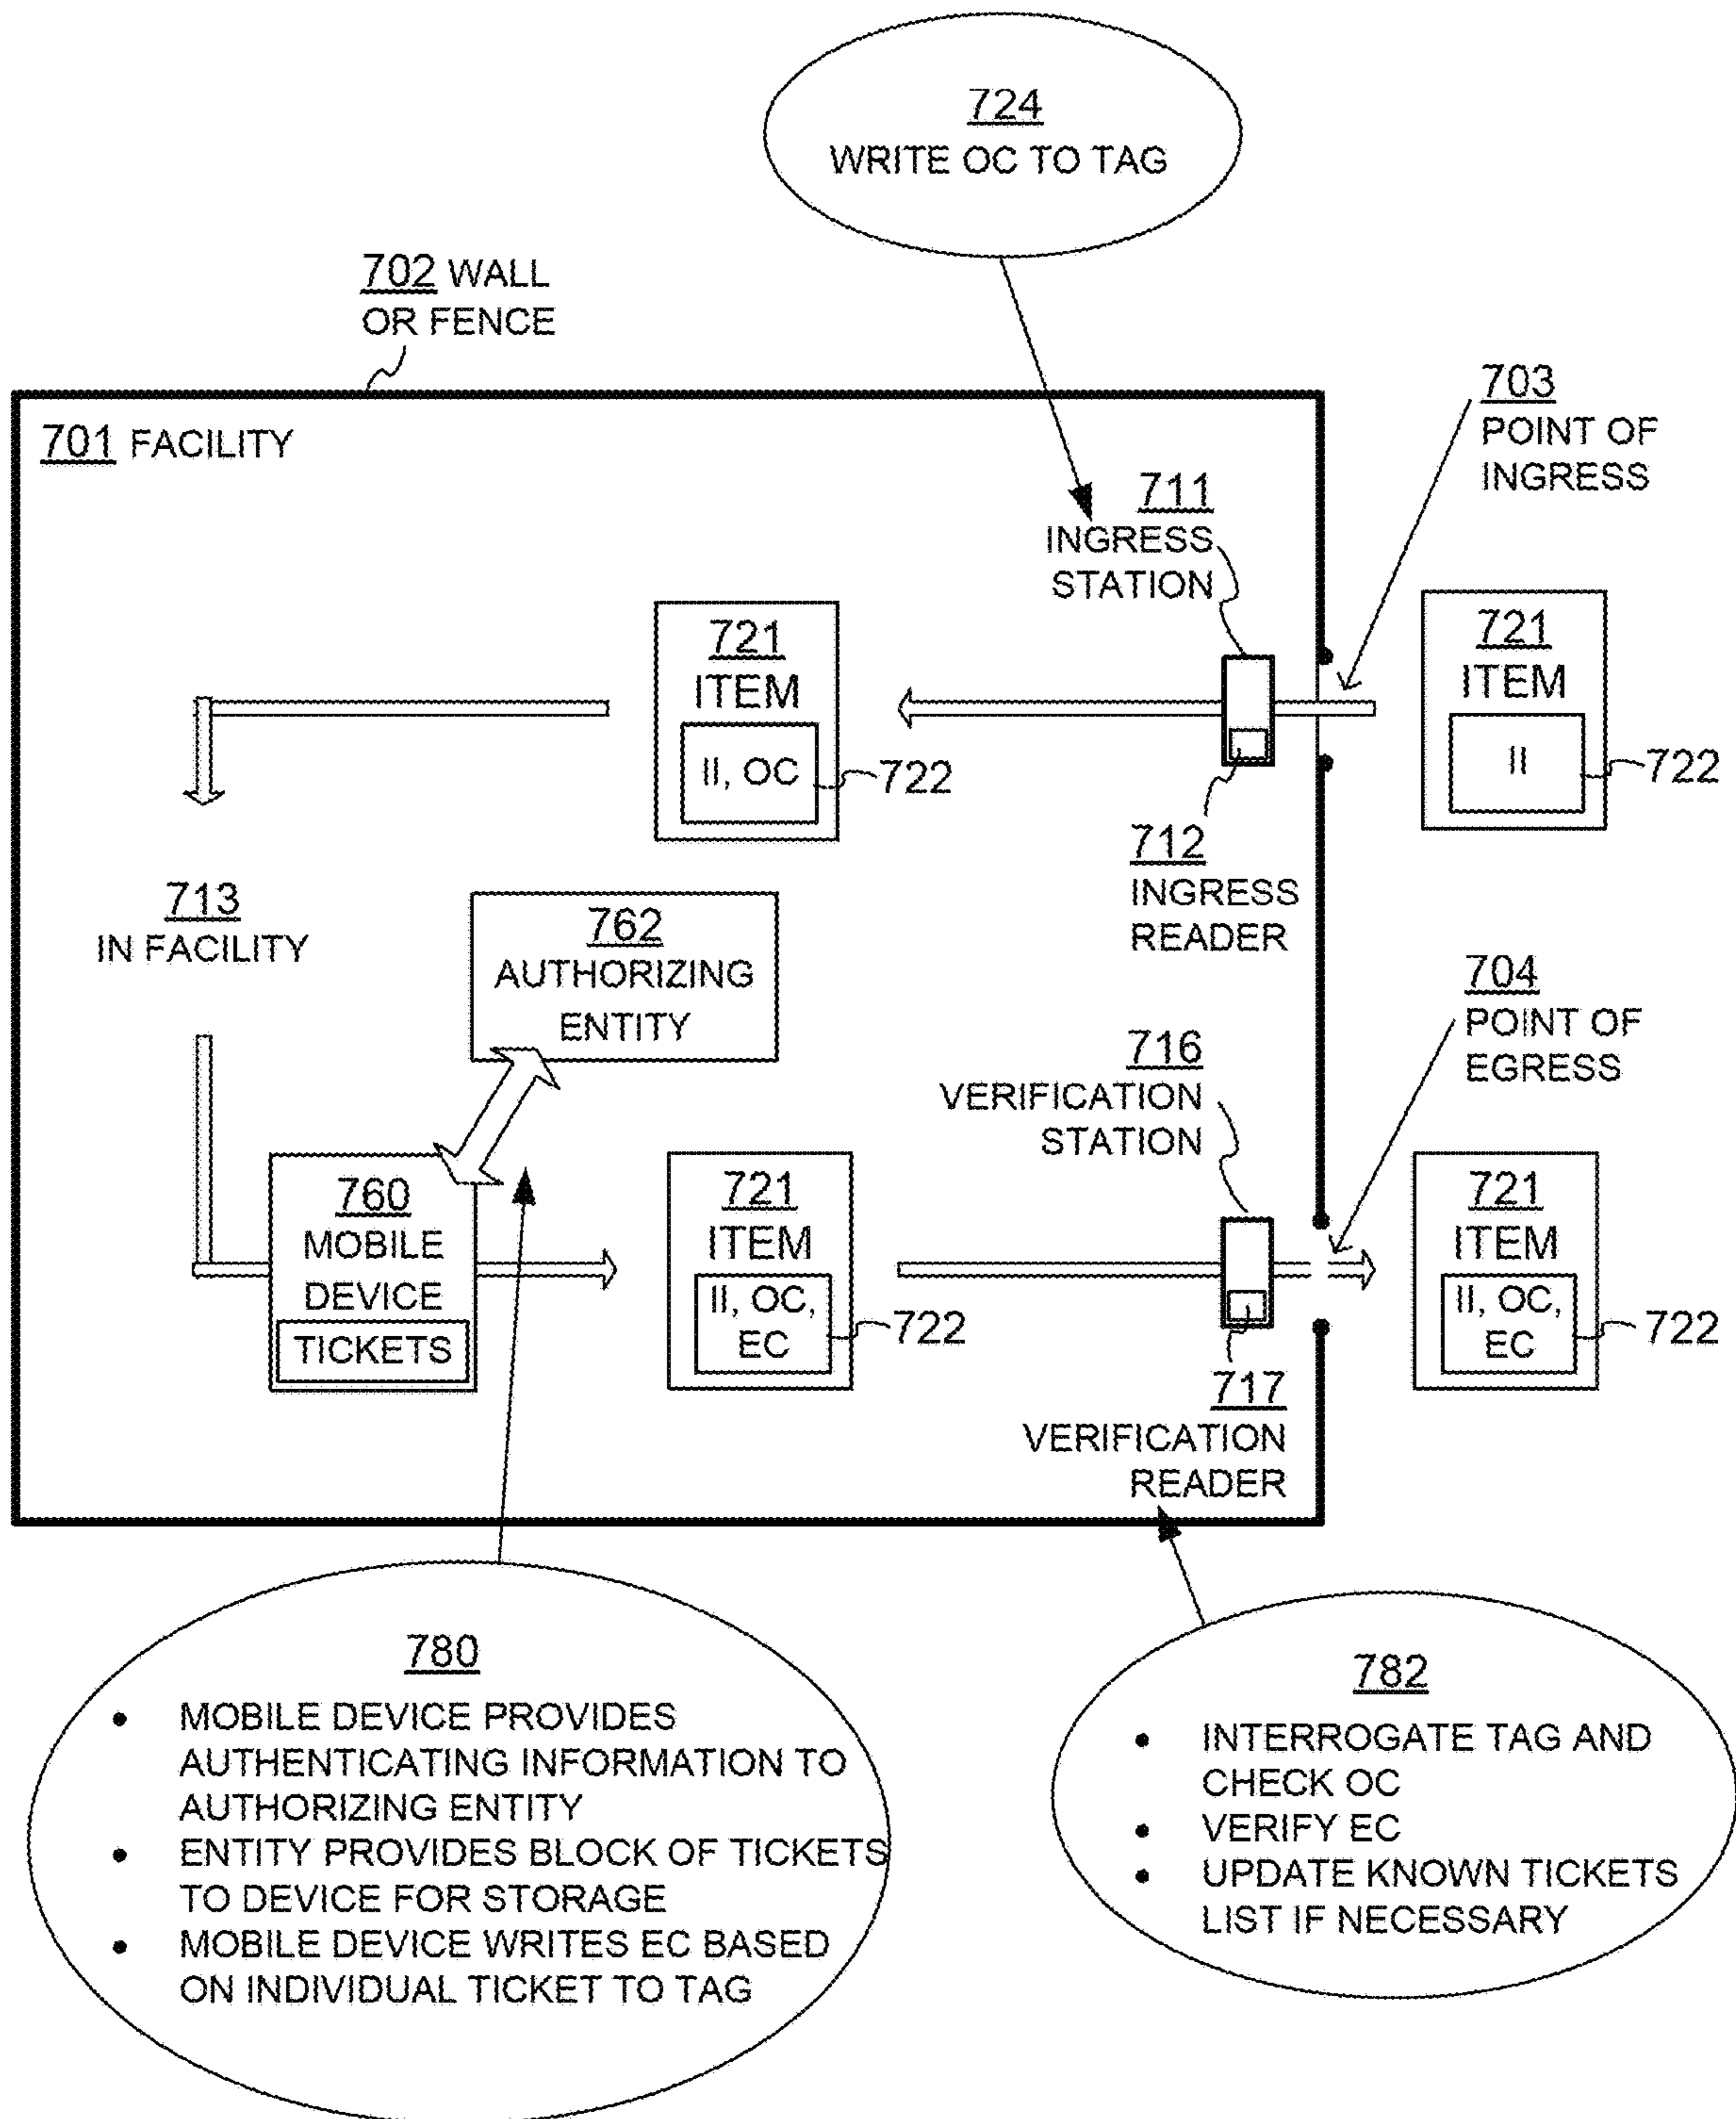 724
WRITE OC TO TAG
702 WALL
OR FENCE
703
POINT OF
INGRESS
701 FACILITY
711
INGRESS
STATION
721
ITEM
II, OC
722
721
ITEM
II
722
712
INGRESS
READER
713
IN FACILITY
762
AUTHORIZING
ENTITY
704
POINT OF
EGRESS
716
VERIFICATION
STATION
760
MOBILE
DEVICE
TICKETS
721
ITEM
II, OC,
EC
722
721
ITEM
II, OC,
EC
722
717
VERIFICATION
READER
780
• MOBILE DEVICE PROVIDES
AUTHENTICATING INFORMATION TO
AUTHORIZING ENTITY
• ENTITY PROVIDES BLOCK OF TICKETS
TO DEVICE FOR STORAGE
• MOBILE DEVICE WRITES EC BASED
ON INDIVIDUAL TICKET TO TAG
782
• INTERROGATE TAG AND
CHECK OC
• VERIFY EC
• UPDATE KNOWN TICKETS
LIST IF NECESSARY